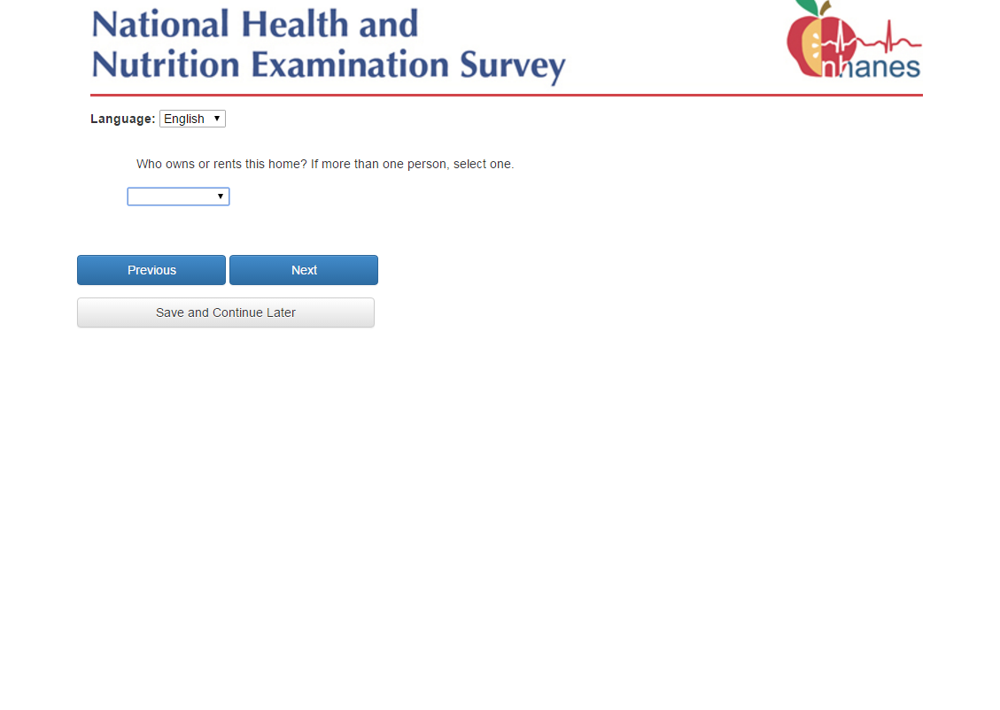 National Health and
Nutrition Examination Survey
nhanes
Language: English
Who owns or rents this home? If more than one person, select one.
Previous Next
Save and Continue Later